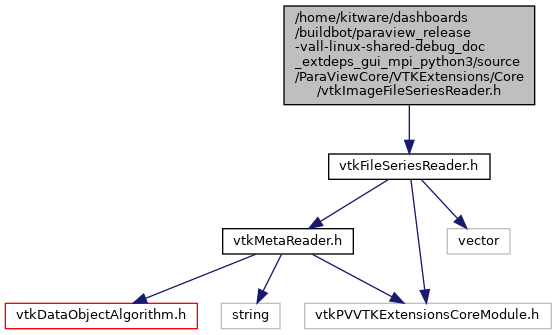 /home/kitware/dashboards
/buildbot/paraview_release
-vall-linux-shared-debug_doc
_extdeps_gui_mpi_python3/source
/ParaViewCore/VTKExtensions/Core
/vtkImageFileSeriesReader.h
vtkFileSeriesReader.h
vtkMetaReader.h
vector
vtkDataObjectAlgorithm.h
string
vtkPVVTKExtensionsCoreModule.h